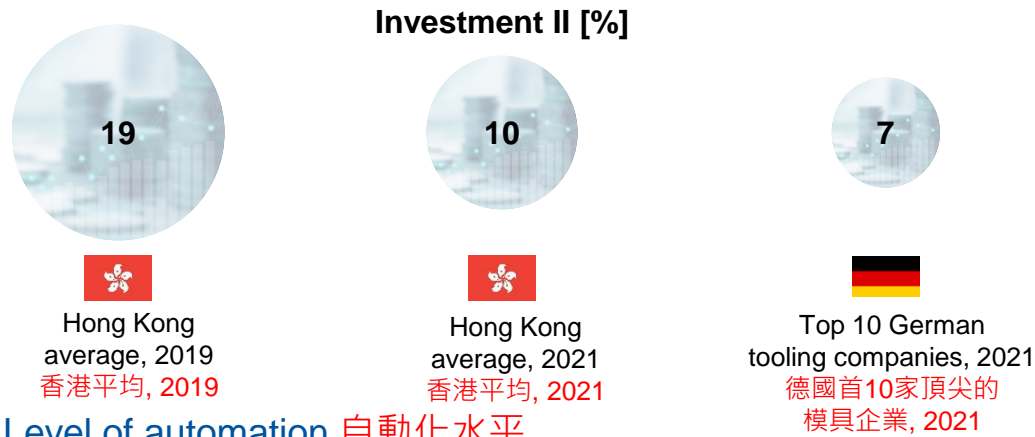 Investment II [%]
19
10
7
Hong Kong
average, 2019
香港平均, 2019
Hong Kong
average, 2021
香港平均, 2021
Top 10 German
tooling companies, 2021
德國首10家頂尖的
模具企業, 2021
Level of automation 自動化水平